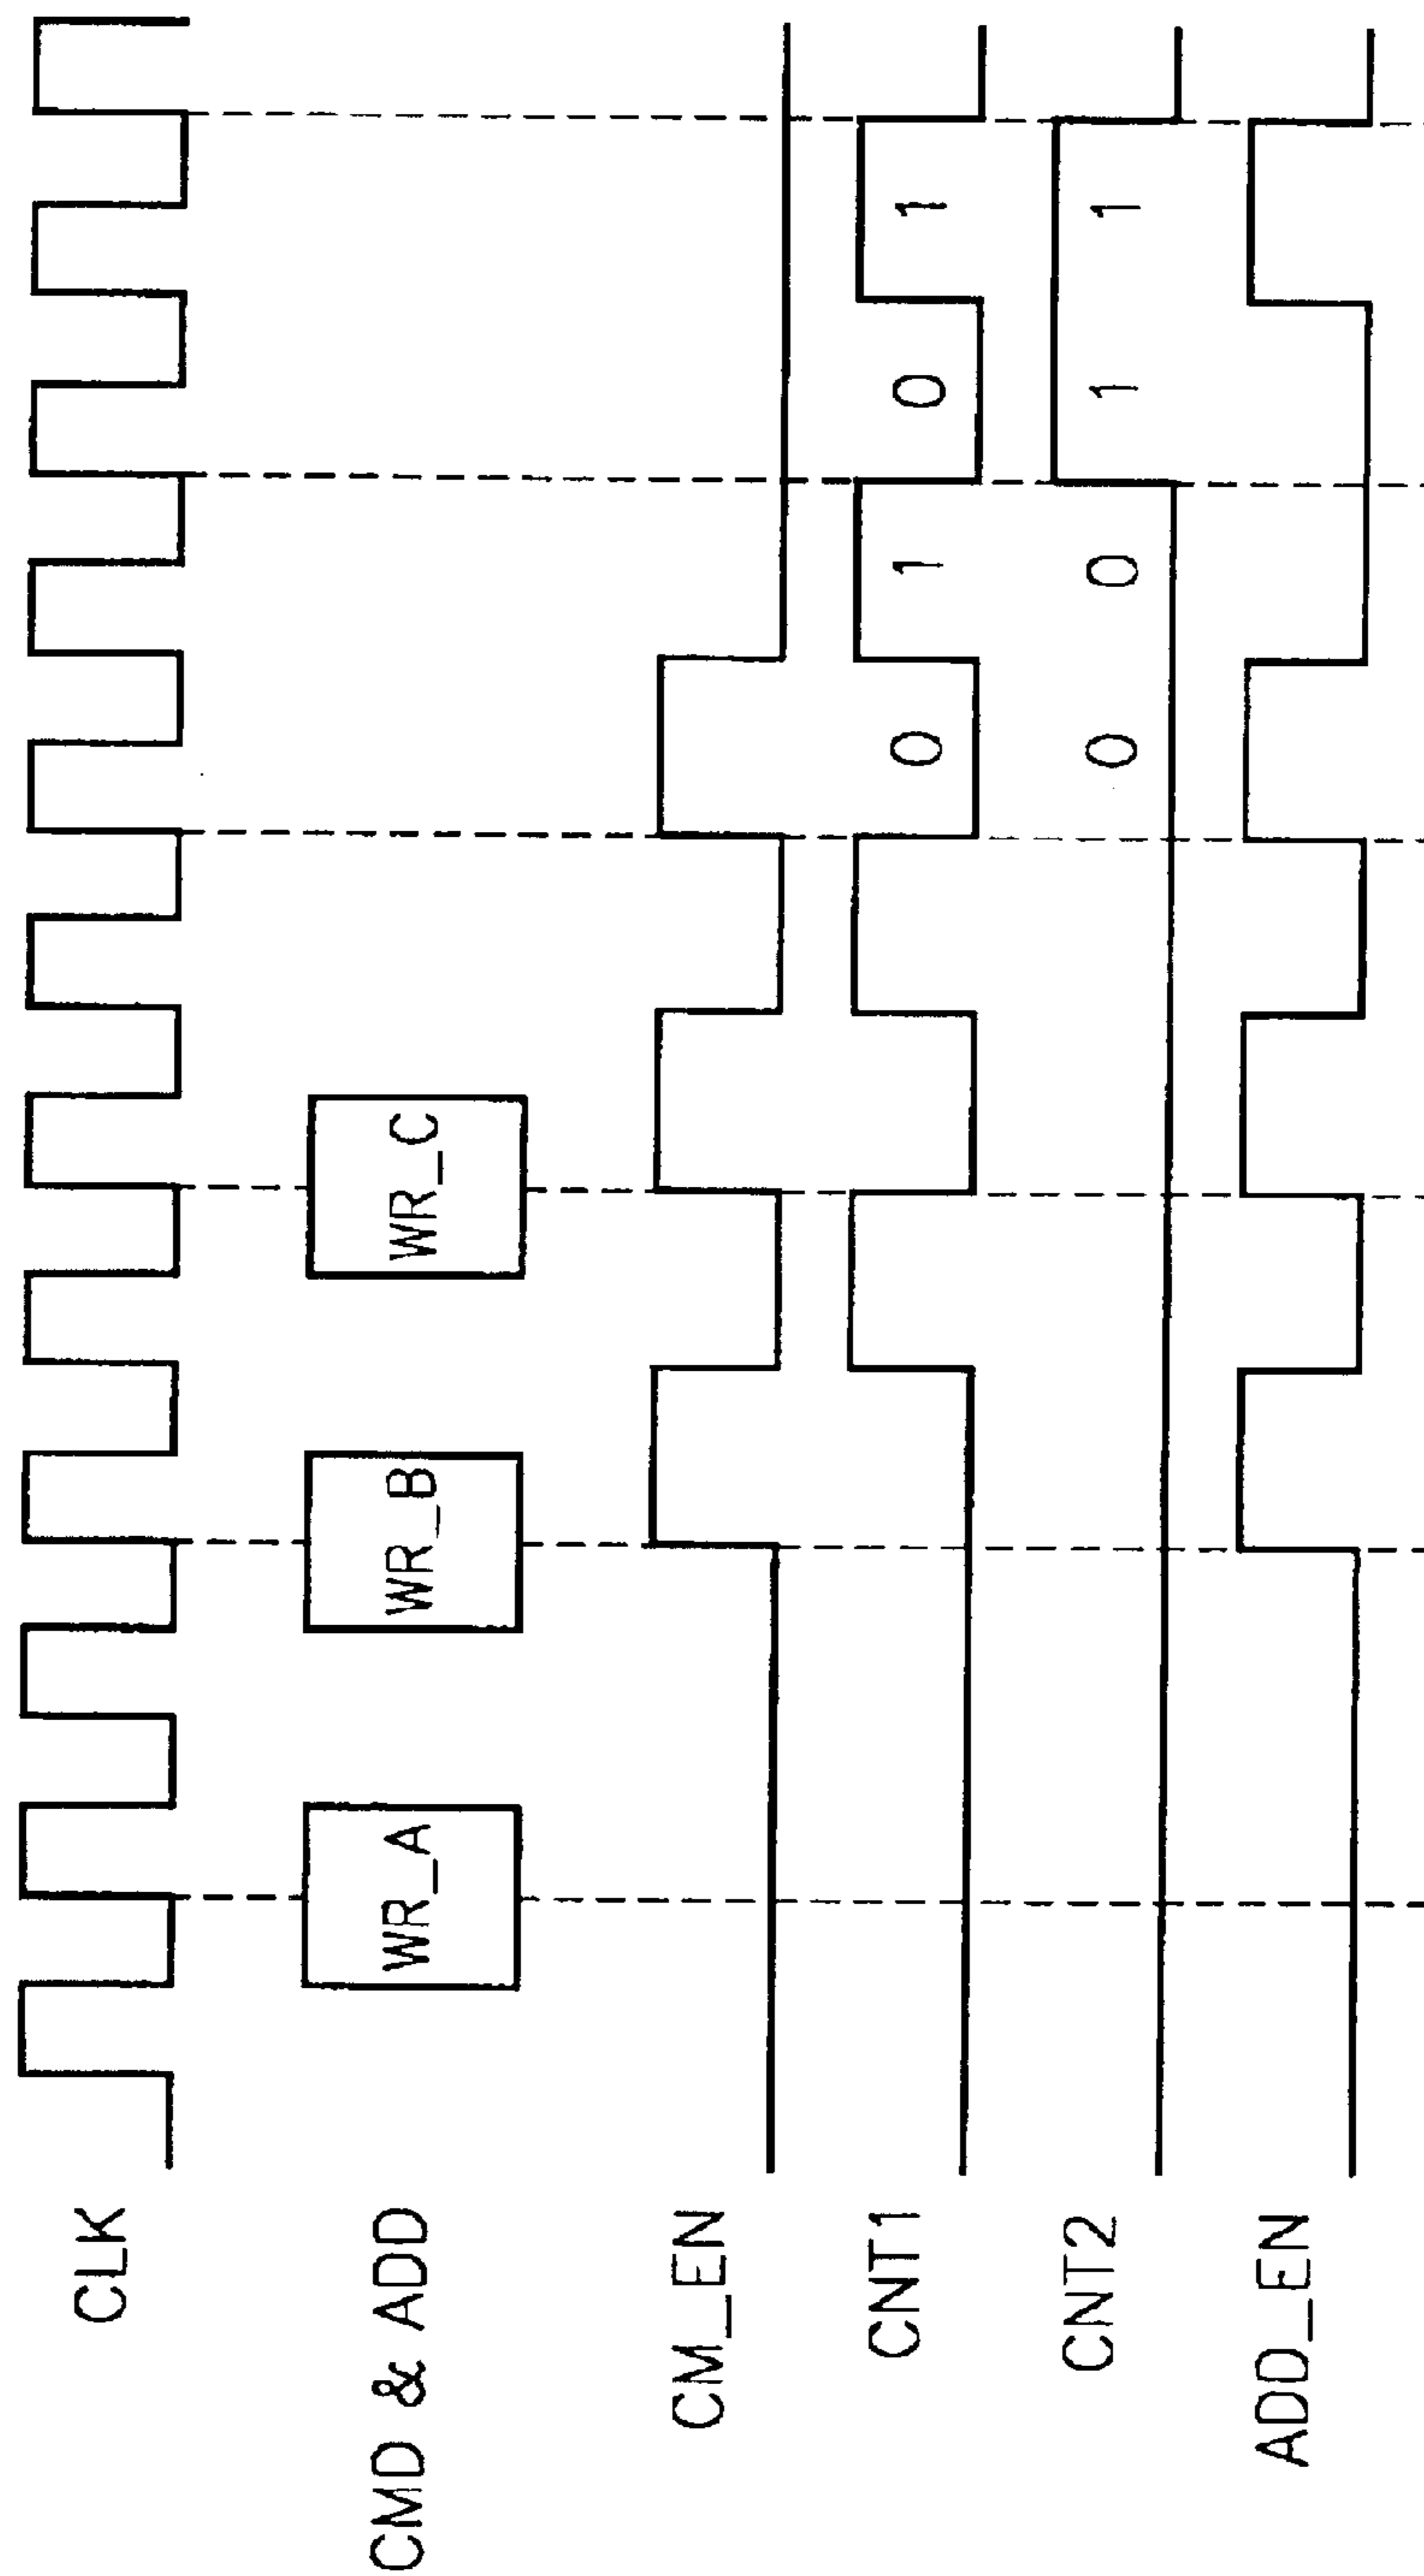 CLK
CMD & ADD
WR_A
WR_B
WR_C
CM_EN
CNT1
0
1
0
1
CNT2
0
0
1
1
ADD_EN